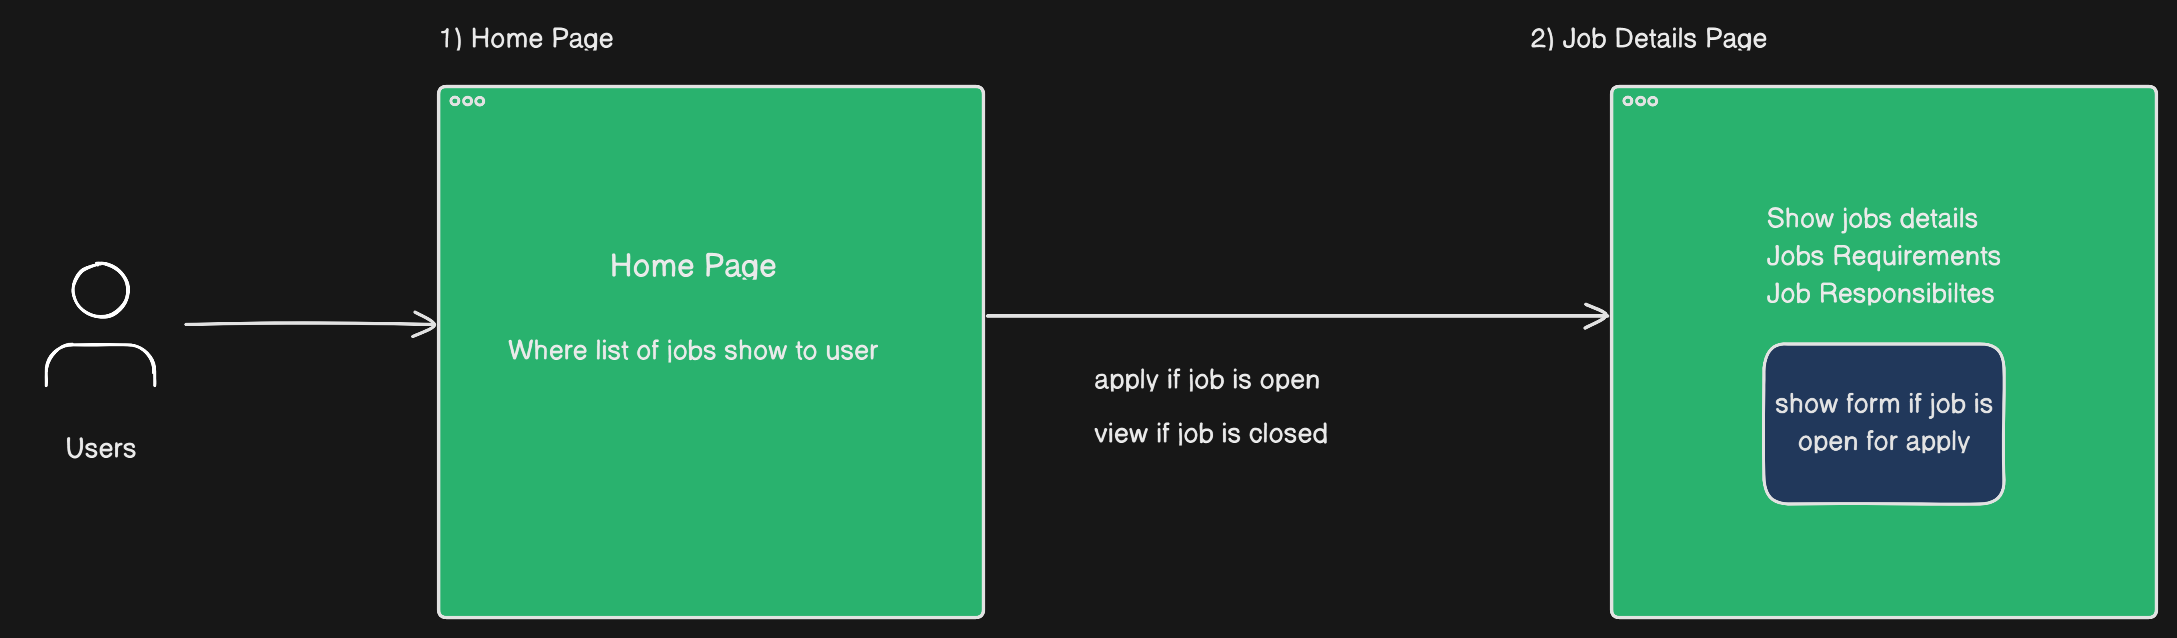 1) Home Page
2) Job Details Page
Home Page
Where list of jobs show to user
Users
apply if job is open
view if job is closed
Show jobs details
Jobs Requirements
Job Responsibiltes
show form if job is
open for apply